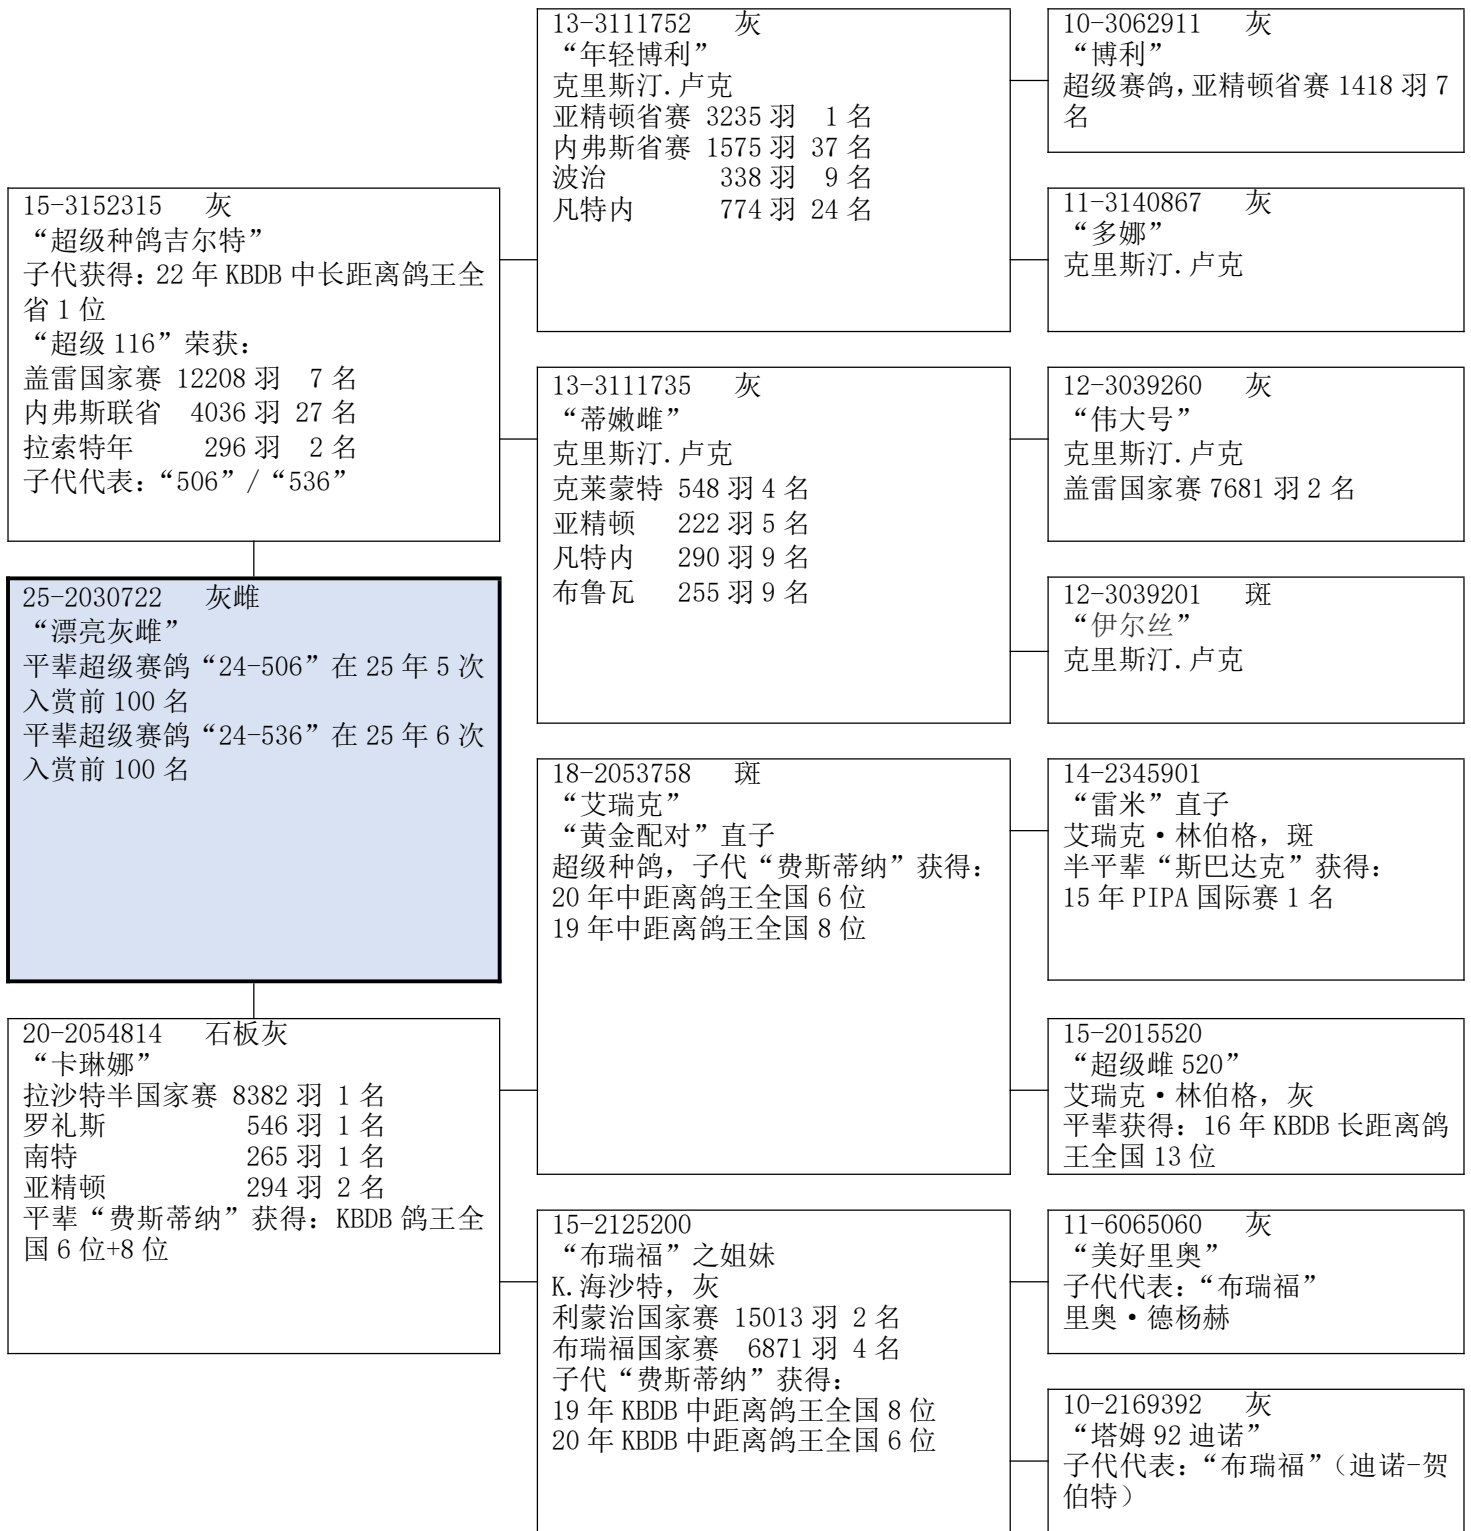 15-3152315 灰
“超级种鸽吉尔特”
子代获得：22 年 KBDB 中长距离鸽王全
省 1 位
“超级 116”荣获：
盖雷国家赛 12208 羽 7 名
内弗斯联省 4036 羽 27 名
拉索特年 296 羽 2 名
子代代表：“506”/“536”
25-2030722 灰雌
“漂亮灰雌”
平辈超级赛鸽“24-506”在 25 年 5 次
入赏前 100 名
平辈超级赛鸽“24-536”在 25 年 6 次
入赏前 100 名
20-2054814 石板灰
“卡琳娜”
拉沙特半国家赛 8382 羽 1 名
罗礼斯 546 羽 1 名
南特 265 羽 1 名
亚精顿 294 羽 2 名
平辈“费斯蒂纳”获得：KBDB 鸽王全
国 6 位+8 位
13-3111752 灰
“年轻博利”
克里斯汀.卢克
亚精顿省赛 3235 羽 1 名
内弗斯省赛 1575 羽 37 名
波治 338 羽 9 名
凡特内 774 羽 24 名
13-3111735 灰
“蒂嫩雌”
克里斯汀.卢克
克莱蒙特 548 羽 4 名
亚精顿 222 羽 5 名
凡特内 290 羽 9 名
布鲁瓦 255 羽 9 名
18-2053758 斑
“艾瑞克”
“黄金配对”直子
超级种鸽，子代“费斯蒂纳”获得：
20 年中距离鸽王全国 6 位
19 年中距离鸽王全国 8 位
15-2125200
“布瑞福”之姐妹
K.海沙特，灰
利蒙治国家赛 15013 羽 2 名
布瑞福国家赛 6871 羽 4 名
子代“费斯蒂纳”获得：
19 年 KBDB 中距离鸽王全国 8 位
20 年 KBDB 中距离鸽王全国 6 位
10-3062911 灰
“博利”
超级赛鸽，亚精顿省赛 1418 羽 7
名
11-3140867 灰
“多娜”
克里斯汀.卢克
12-3039260 灰
“伟大号”
克里斯汀.卢克
盖雷国家赛 7681 羽 2 名
12-3039201 斑
“伊尔丝”
克里斯汀.卢克
14-2345901
“雷米”直子
艾瑞克·林伯格，斑
半平辈“斯巴达克”获得：
15 年 PIPA 国际赛 1 名
15-2015520
“超级雌 520”
艾瑞克·林伯格，灰
平辈获得：16 年 KBDB 长距离鸽
王全国 13 位
11-6065060 灰
“美好里奥”
子代代表：“布瑞福”
里奥·德杨赫
10-2169392 灰
“塔姆 92 迪诺”
子代代表：“布瑞福”（迪诺-贺
伯特）